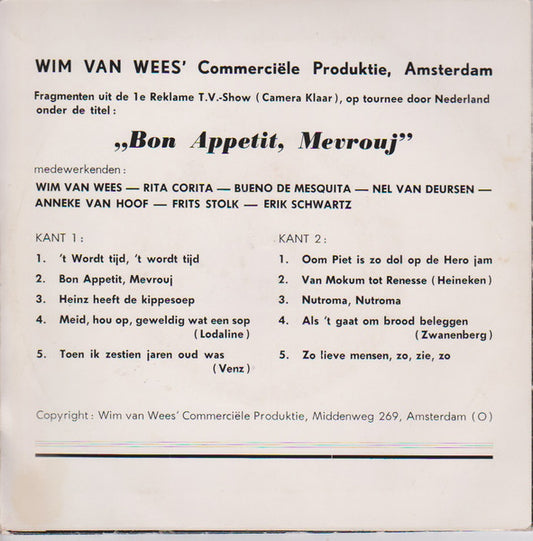 WIM VAN WEES' Commerciële Produktie, Amsterdam
Fragmenten uit de 1e Reklame T.V.-Show (Camera Klaar), op tournee door Nederland
onder de titel:
„Bon Appetit, Mevrouj”
medewerkenden:
WIM VAN WEES — RITA CORITA — BUENO DE MESQUITA — NEL VAN DEURSEN —
ANNEKE VAN HOOF — FRITS STOLK — ERIK SCHWARTZ
KANT 1:
1. 't Wordt tijd, 't wordt tijd
2. Bon Appetit, Mevrouj
3. Heinz heeft de kippesoep
4. Meid, hou op, geweldig wat een sop
(Lodaline)
5. Toen ik zestien jaren oud was
(Venz)
KANT 2:
1. Oom Piet is zo dol op de Hero jam
2. Van Mokum tot Renesse (Heineken)
3. Nutroma, Nutroma
4. Als 't gaat om brood beleggen
(Zwanenberg)
5. Zo lieve mensen, zo, zie, zo
Copyright: Wim van Wees' Commerciële Produktie, Middenweg 269, Amsterdam (O)